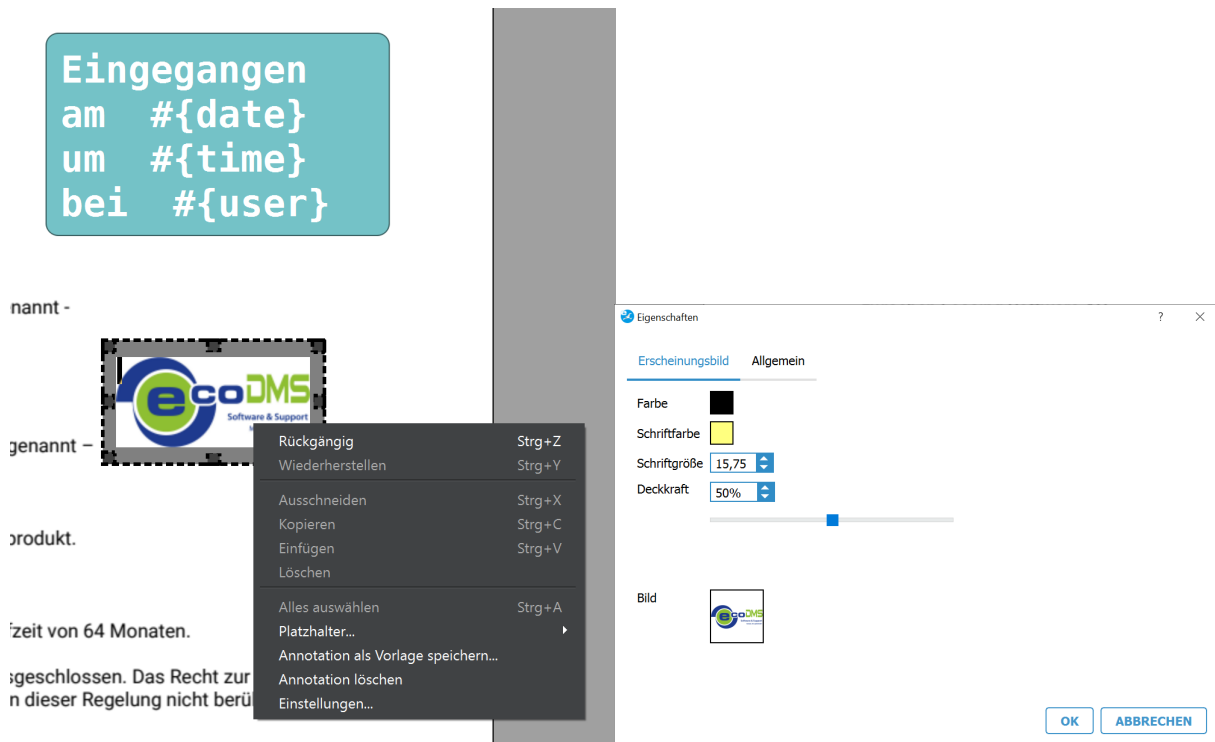 Eingegangen
am #{date}
um #{time}
bei #{user}
nannt -
ecoDMS
Software & Support
genannt –
produkt.
fzeit von 64 Monaten.
sgeschlossen. Das Recht zur
n dieser Regelung nicht berü
Rückgängig Strg+Z
Wiederherstellen Strg+Y
Ausschneiden Strg+X
Kopieren Strg+C
Einfügen Strg+V
Löschen
Alles auswählen Strg+A
Platzhalter...
Annotation als Vorlage speichern...
Annotation löschen
Einstellungen...
Eigenschaften ?
Erscheinungsbild Allgemein
Farbe
Schriftfarbe
Schriftgröße 15,75
Deckkraft 50%
Bild
ecoDMS
OK ABBRECHEN